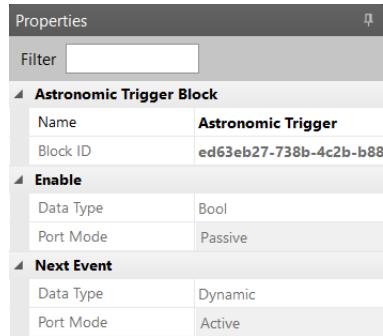 Properties
Filter
Astronomic Trigger Block
Name Astronomic Trigger
Block ID ed63eb27-738b-4c2b-b88
Enable
Data Type Bool
Port Mode Passive
Next Event
Data Type Dynamic
Port Mode Active